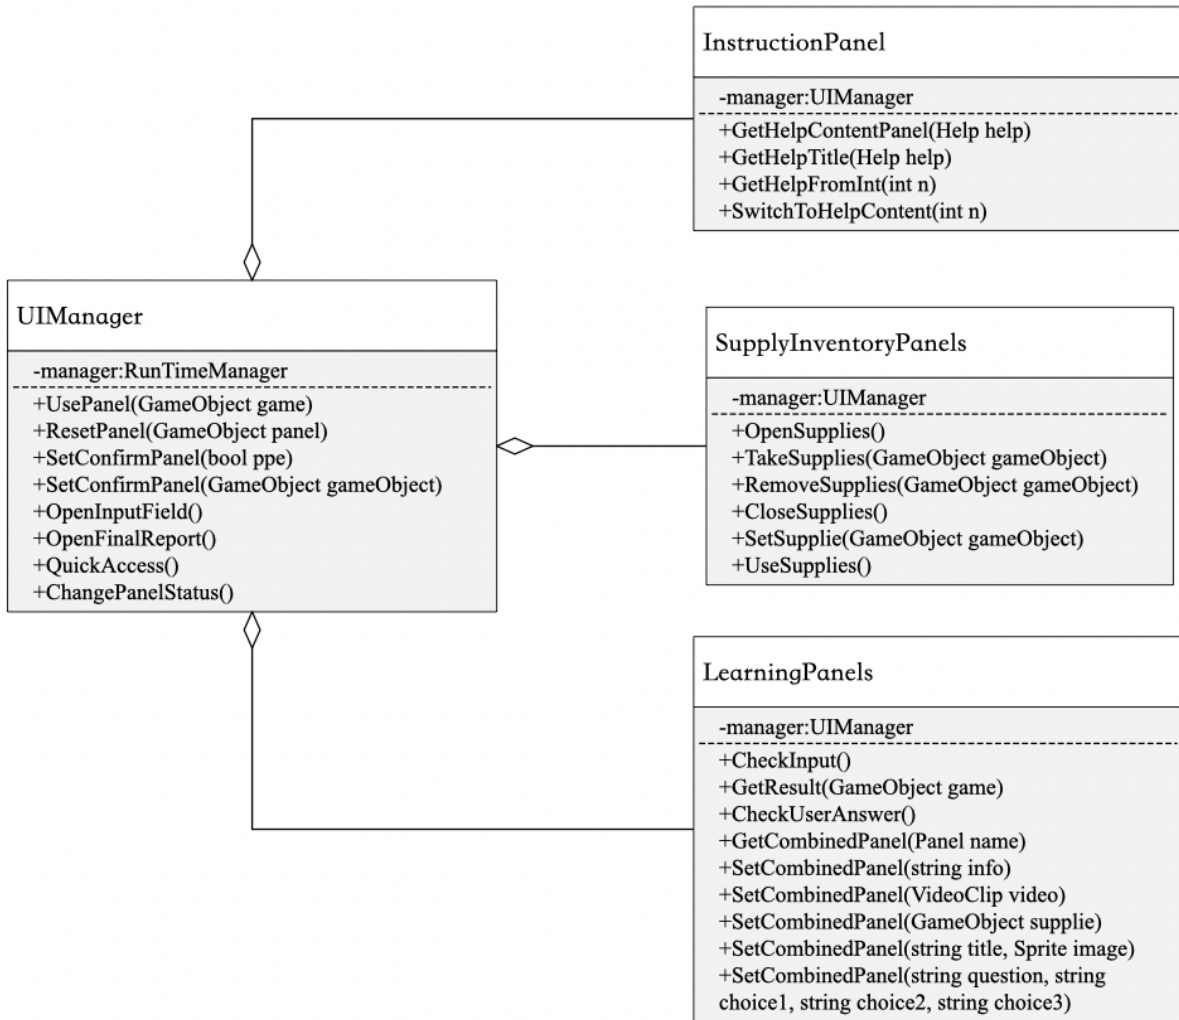 InstructionPanel
-manager:UIManager
+GetHelpContentPanel(Help help)
+GetHelpTitle(Help help)
+GetHelpFromInt(int n)
+SwitchToHelpContent(int n)
UIManager
-manager:RunTimeManager
+UsePanel(GameObject game)
+ResetPanel(GameObject panel)
+SetConfirmPanel(bool ppe)
+SetConfirmPanel(GameObject gameObject)
+OpenInputField()
+OpenFinalReport()
+QuickAccess()
+ChangePanelStatus()
SupplyInventoryPanels
-manager:UIManager
+OpenSupplies()
+TakeSupplies(GameObject gameObject)
+RemoveSupplies(GameObject gameObject)
+CloseSupplies()
+SetSupplie(GameObject gameObject)
+UseSupplies()
LearningPanels
-manager:UIManager
+CheckInput()
+GetResult(GameObject game)
+CheckUserAnswer()
+GetCombinedPanel(Panel name)
+SetCombinedPanel(string info)
+SetCombinedPanel(VideoClip video)
+SetCombinedPanel(GameObject supplie)
+SetCombinedPanel(string title, Sprite image)
+SetCombinedPanel(string question, string
choice1, string choice2, string choice3)